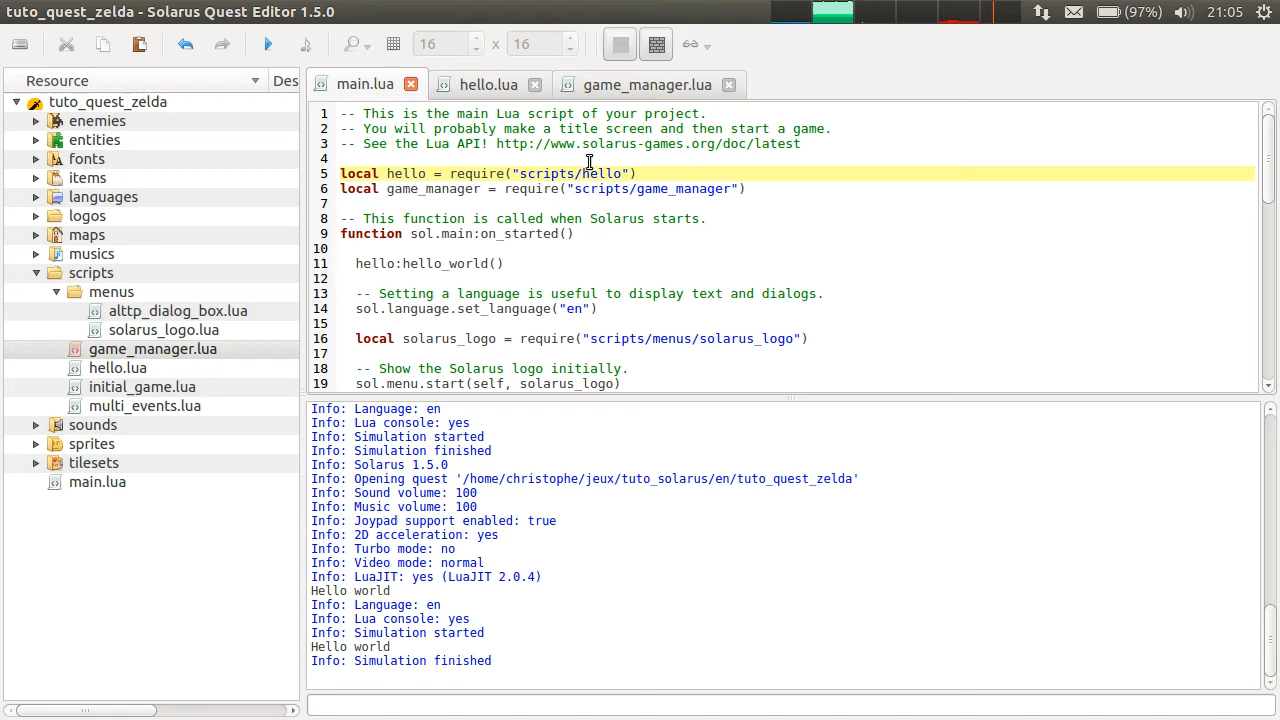 tuto_quest_zelda - Solarus Quest Editor 1.5.0
(97%)
21:05
16
x
16
Resource
Des
tuto_quest_zelda
enemies
entities
fonts
items
languages
logos
maps
musics
scripts
menus
alttp_dialog_box.lua
solarus_logo.lua
game_manager.lua
hello.lua
initial_game.lua
multi_events.lua
sounds
sprites
tilesets
main.lua
main.lua
hello.lua
game_manager.lua
1 -- This is the main Lua script of your project.
2 -- You will probably make a title screen and then start a game.
3 -- See the Lua API! http://www.solarus-games.org/doc/latest
4
5 local hello = require("scripts/hello")
6 local game_manager = require("scripts/game_manager")
7
8 -- This function is called when Solarus starts.
9 function sol.main:on_started()
10
11 hello:hello_world()
12
13 -- Setting a language is useful to display text and dialogs.
14 sol.language.set_language("en")
15
16 local solarus_logo = require("scripts/menus/solarus_logo")
17
18 -- Show the Solarus logo initially.
19 sol.menu.start(self, solarus_logo)
Info: Language: en
Info: Lua console: yes
Info: Simulation started
Info: Simulation finished
Info: Solarus 1.5.0
Info: Opening quest '/home/christophe/jeux/tuto_solarus/en/tuto_quest_zelda'
Info: Sound volume: 100
Info: Music volume: 100
Info: Joypad support enabled: true
Info: 2D acceleration: yes
Info: Turbo mode: no
Info: Video mode: normal
Info: LuaJIT: yes (LuaJIT 2.0.4)
Hello world
Info: Language: en
Info: Lua console: yes
Info: Simulation started
Hello world
Info: Simulation finished